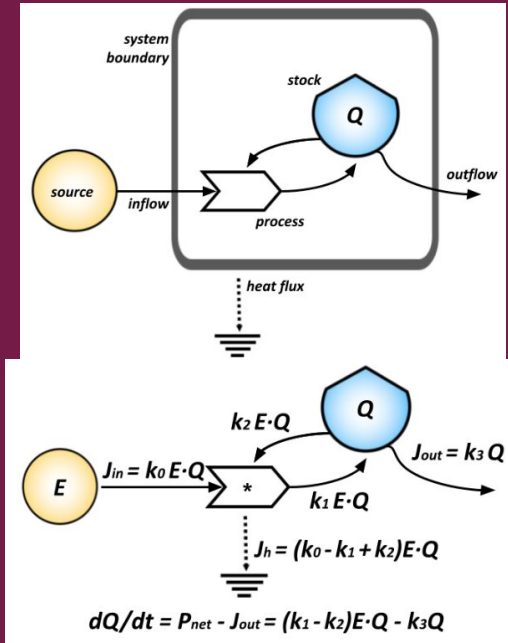 system
boundary
stock
Q
source
inflow
process
outflow
heat flux
Q
k2 E·Q
Jin = k0 E·Q
Jout = k3 Q
E
*
k1 E·Q
Jh = (k0 - k1 + k2)E·Q
dQ/dt = Pnet - Jout = (k1 - k2)E·Q - k3Q